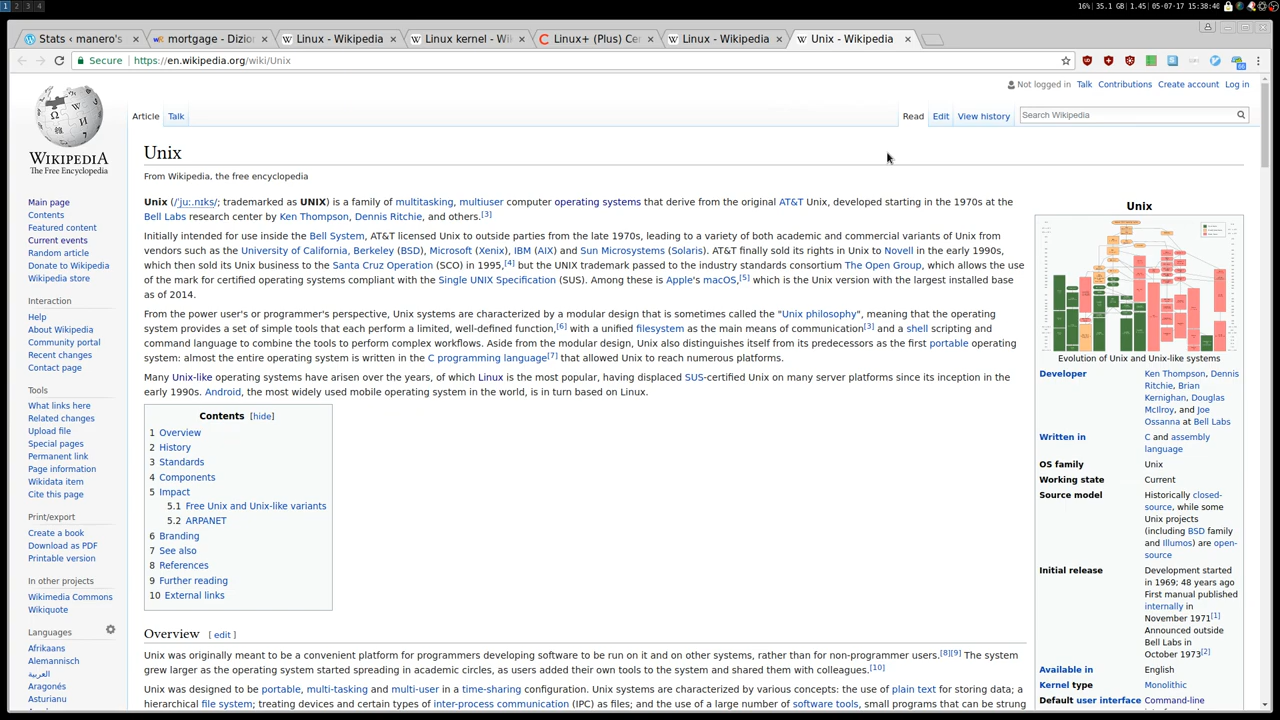 1 2 3 4
16% | 35.1 GB | 1.45 | 05-07-17 15:38:46
Stats ‹ manero's
mortgage - Dizio
Linux - Wikipedia
Linux kernel - W
Linux+ (Plus) Ce
Linux - Wikipedia
Unix - Wikipedia
Secure
https://en.wikipedia.org/wiki/Unix
Not logged in Talk Contributions Create account Log in
Article Talk
Read Edit View history
Search Wikipedia
WIKIPEDIA
The Free Encyclopedia
Main page
Contents
Featured content
Current events
Random article
Donate to Wikipedia
Wikipedia store
Interaction
Help
About Wikipedia
Community portal
Recent changes
Contact page
Tools
What links here
Related changes
Upload file
Special pages
Permanent link
Page information
Wikidata item
Cite this page
Print/export
Create a book
Download as PDF
Printable version
In other projects
Wikimedia Commons
Wikiquote
Languages
Afrikaans
Alemannisch
العربية
Aragonés
Asturianu
Unix
From Wikipedia, the free encyclopedia
Unix (/ˈjuː.nɪks/; trademarked as UNIX) is a family of multitasking, multiuser computer operating systems that derive from the original AT&T Unix, developed starting in the 1970s at the
Bell Labs research center by Ken Thompson, Dennis Ritchie, and others.[3]
Initially intended for use inside the Bell System, AT&T licensed Unix to outside parties from the late 1970s, leading to a variety of both academic and commercial variants of Unix from
vendors such as the University of California, Berkeley (BSD), Microsoft (Xenix), IBM (AIX) and Sun Microsystems (Solaris). AT&T finally sold its rights in Unix to Novell in the early 1990s,
which then sold its Unix business to the Santa Cruz Operation (SCO) in 1995,[4] but the UNIX trademark passed to the industry standards consortium The Open Group, which allows the use
of the mark for certified operating systems compliant with the Single UNIX Specification (SUS). Among these is Apple's macOS,[5] which is the Unix version with the largest installed base
as of 2014.
From the power user's or programmer's perspective, Unix systems are characterized by a modular design that is sometimes called the "Unix philosophy", meaning that the operating
system provides a set of simple tools that each perform a limited, well-defined function,[6] with a unified filesystem as the main means of communication[3] and a shell scripting and
command language to combine the tools to perform complex workflows. Aside from the modular design, Unix also distinguishes itself from its predecessors as the first portable operating
system: almost the entire operating system is written in the C programming language[7] that allowed Unix to reach numerous platforms.
Many Unix-like operating systems have arisen over the years, of which Linux is the most popular, having displaced SUS-certified Unix on many server platforms since its inception in the
early 1990s. Android, the most widely used mobile operating system in the world, is in turn based on Linux.
Contents [hide]
1 Overview
2 History
3 Standards
4 Components
5 Impact
5.1 Free Unix and Unix-like variants
5.2 ARPANET
6 Branding
7 See also
8 References
9 Further reading
10 External links
Overview [ edit ]
Unix was originally meant to be a convenient platform for programmers developing software to be run on it and on other systems, rather than for non-programmer users.[8][9] The system
grew larger as the operating system started spreading in academic circles, as users added their own tools to the system and shared them with colleagues.[10]
Unix was designed to be portable, multi-tasking and multi-user in a time-sharing configuration. Unix systems are characterized by various concepts: the use of plain text for storing data; a
hierarchical file system; treating devices and certain types of inter-process communication (IPC) as files; and the use of a large number of software tools, small programs that can be strung
Unix
Evolution of Unix and Unix-like systems
Developer Ken Thompson, Dennis
Ritchie, Brian
Kernighan, Douglas
McIlroy, and Joe
Ossanna at Bell Labs
Written in C and assembly
language
OS family Unix
Working state Current
Source model Historically closed-
source, while some
Unix projects
(including BSD family
and Illumos) are open-
source
Initial release Development started
in 1969; 48 years ago
First manual published
internally in
November 1971[1]
Announced outside
Bell Labs in
October 1973[2]
Available in English
Kernel type Monolithic
Default user interface Command-line